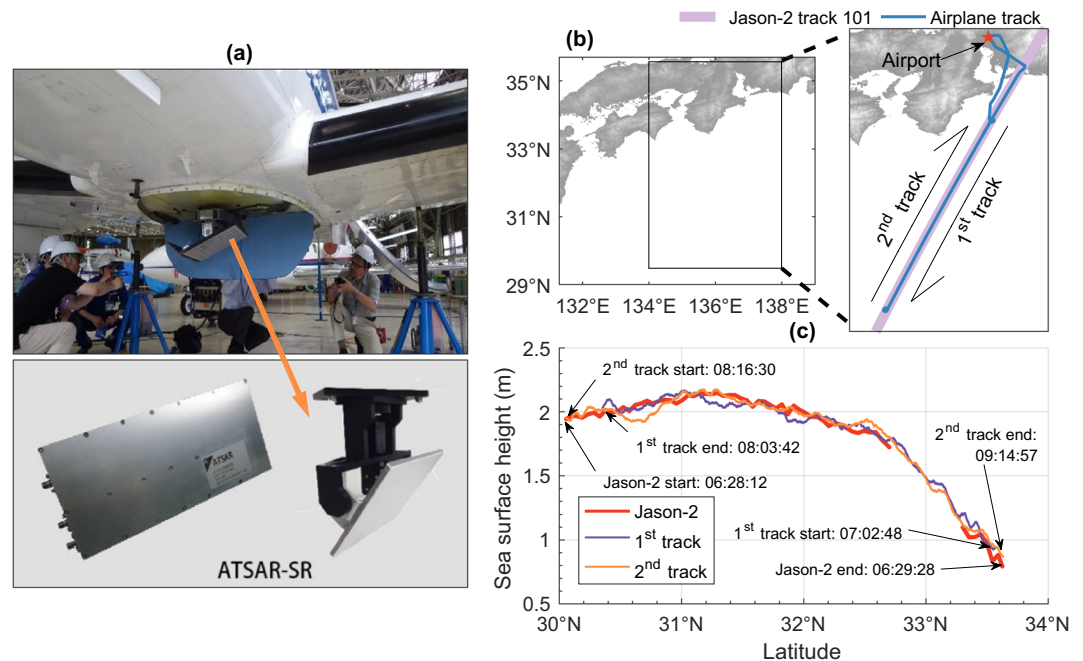 Jason-2 track 101
Airplane track
(a)
(b)
35°N
33°N
31°N
29°N
132°E
134°E
136°E
138°E
Airport
2nd track
1st track
ATSAR
ATSAR-SR
(c)
Sea surface height (m)
2.5
2
1.5
1
0.5
30°N
31°N
32°N
33°N
34°N
Latitude
2nd track start: 08:16:30
1st track end: 08:03:42
Jason-2 start: 06:28:12
2nd track end:
09:14:57
1st track start: 07:02:48
Jason-2 end: 06:29:28
Jason-2
1st track
2nd track